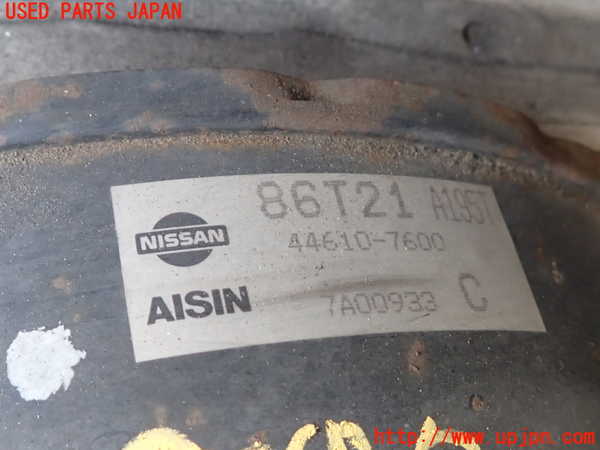 USED PARTS JAPAN
86T21 A195T
NISSAN
44610-7600
AISIN
7A00933 C
http://www.upjpn.com/